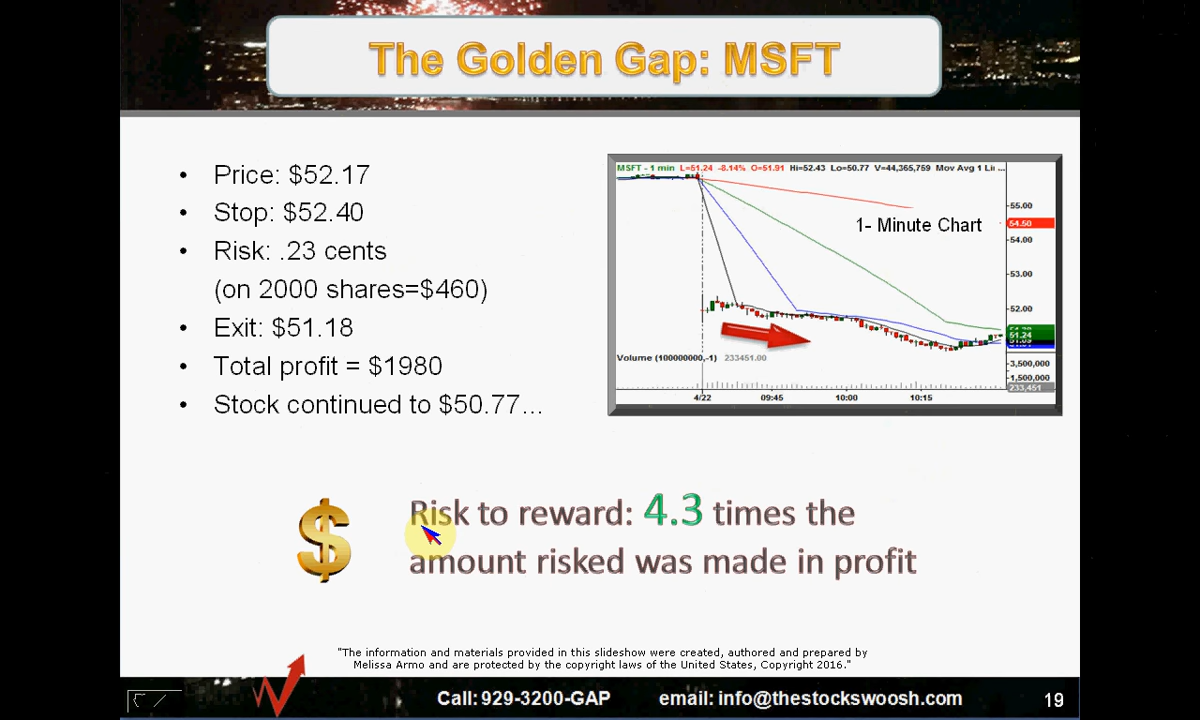 The Golden Gap: MSFT
• Price: $52.17
• Stop: $52.40
• Risk: .23 cents
(on 2000 shares=$460)
• Exit: $51.18
• Total profit = $1980
• Stock continued to $50.77...
MSFT - 1 min L=51.24 -8.14% O=51.91 Hi=52.43 Lo=50.77 V=44,365,759 Mov Avg 1 Li ...
1- Minute Chart
55.00
54.50
54.00
53.00
52.00
51.24
Volume (100000000,-1) 233451.00
3,500,000
1,500,000
233,451
4/22 09:45 10:00 10:15
Risk to reward: 4.3 times the
amount risked was made in profit
"The information and materials provided in this slideshow were created, authored and prepared by
Melissa Armo and are protected by the copyright laws of the United States, Copyright 2016."
Call: 929-3200-GAP email: info@thestockswoosh.com 19